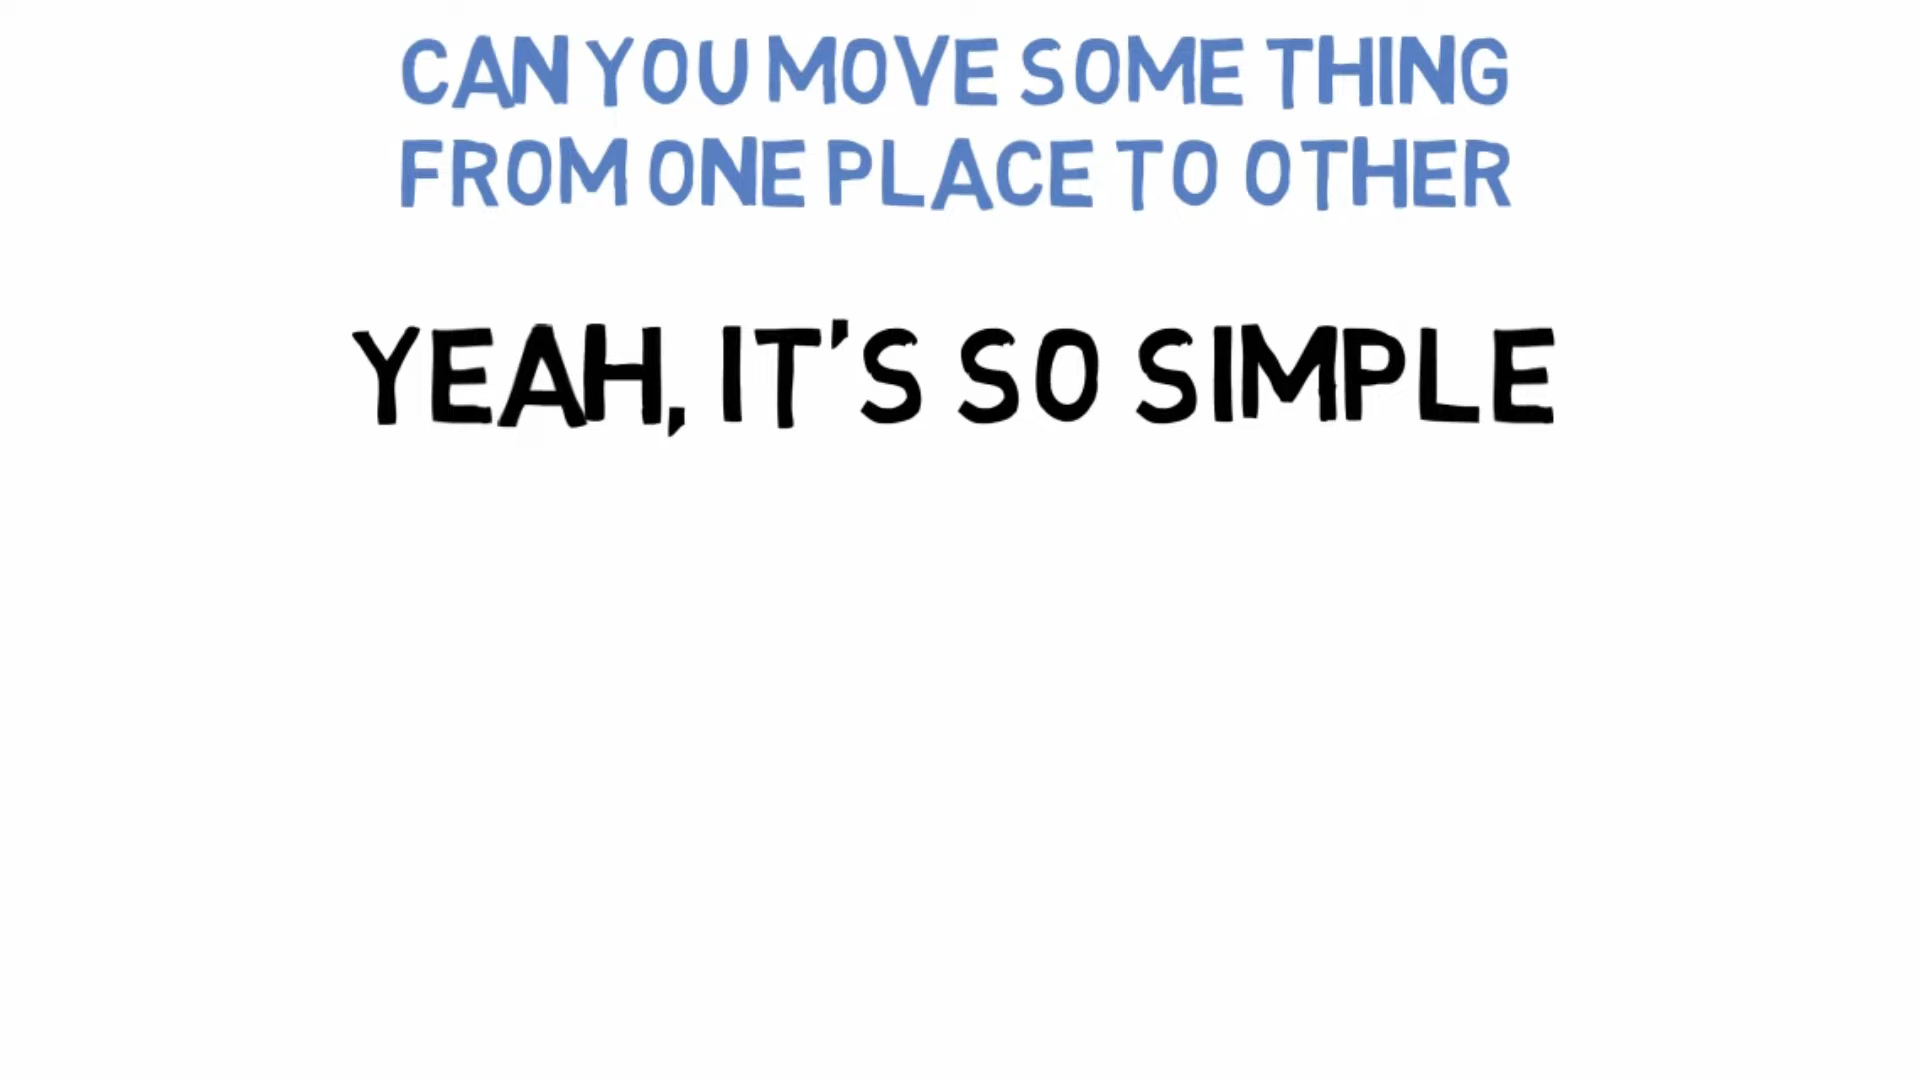 CAN YOU MOVE SOME THING
FROM ONE PLACE TO OTHER
YEAH, IT'S SO SIMPLE